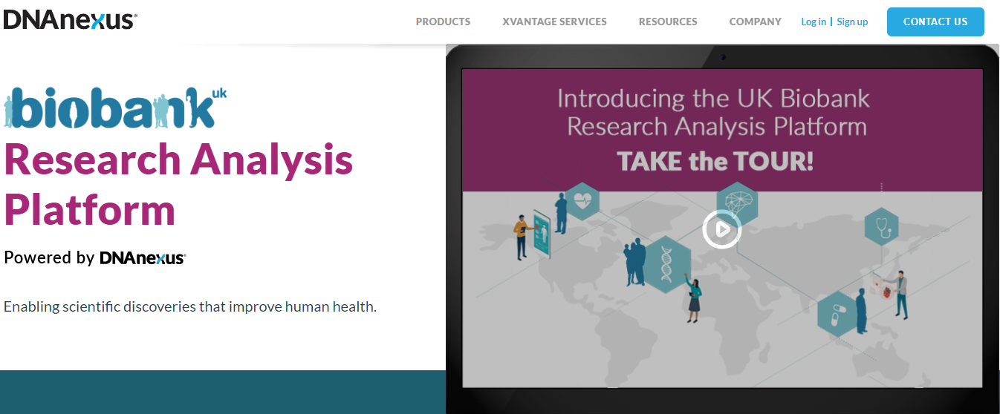 DNAnexus®
PRODUCTS
XVANTAGE SERVICES
RESOURCES
COMPANY
Log in | Sign up
CONTACT US
biobank uk
Research Analysis
Platform
Powered by DNAnexus®
Enabling scientific discoveries that improve human health.
Introducing the UK Biobank
Research Analysis Platform
TAKE the TOUR!